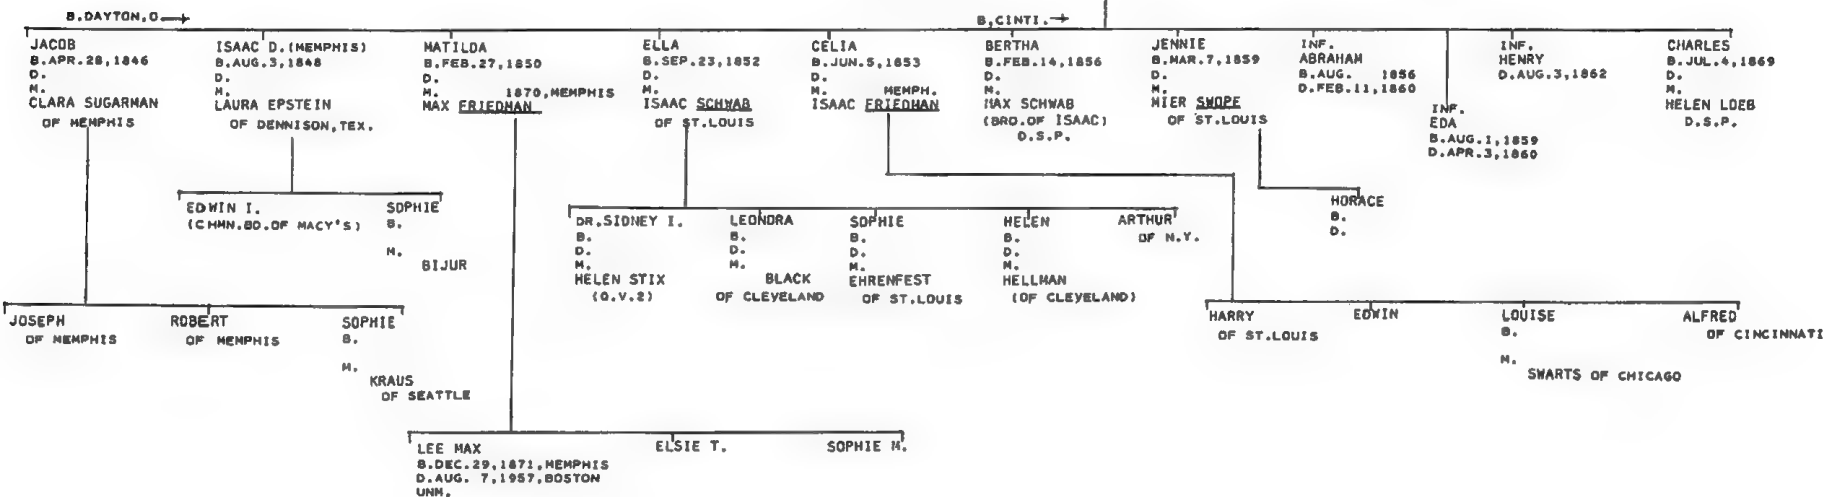 B.DAYTON,O
B,CINTI.
JACOB
B.APR.28,1846
D.
M.
CLARA SUGARMAN
OF MEMPHIS
ISAAC D.(MEMPHIS)
B.AUG.3,1848
D.
M.
LAURA EPSTEIN
OF DENNISON,TEX.
MATILDA
B.FEB.27,1850
D.
M. 1870,MEMPHIS
MAX FRIEDMAN
ELLA
B.SEP.23,1852
D.
M.
ISAAC SCHWAB
OF ST.LOUIS
CELIA
B.JUN.5,1853
D.
M. MEMPH.
ISAAC FRIEDMAN
BERTHA
B.FEB.14,1856
D.
M.
MAX SCHWAB
(BRO.OF ISAAC)
D.S.P.
JENNIE
B.MAR.7,1859
D.
M.
MIER SWOPE
OF ST.LOUIS
INF.
ABRAHAM
B.AUG. 1856
D.FEB.11,1860
INF.
EDA
B.AUG.1,1859
D.APR.3,1860
INF.
HENRY
D.AUG.3,1862
CHARLES
B.JUL.4,1869
D.
M.
HELEN LOEB
D.S.P.
EDWIN I.
(CHMN.BD.OF MACY'S)
SOPHIE
B.
M.
BIJUR
DR.SIDNEY I.
B.
D.
M.
HELEN STIX
(Q.V.2)
LEONORA
B.
D.
M.
BLACK
OF CLEVELAND
SOPHIE
B.
D.
M.
EHRENFEST
OF ST.LOUIS
HELEN
B.
D.
M.
HELLMAN
(OF CLEVELAND)
ARTHUR
OF N.Y.
HORACE
B.
D.
JOSEPH
OF MEMPHIS
ROBERT
OF MEMPHIS
SOPHIE
B.
M.
KRAUS
OF SEATTLE
HARRY
OF ST.LOUIS
EDWIN
LOUISE
B.
M.
SWARTS OF CHICAGO
ALFRED
OF CINCINNATI
LEE MAX
B.DEC.29,1871,MEMPHIS
D.AUG. 7,1957,BOSTON
UNM.
ELSIE T.
SOPHIE M.